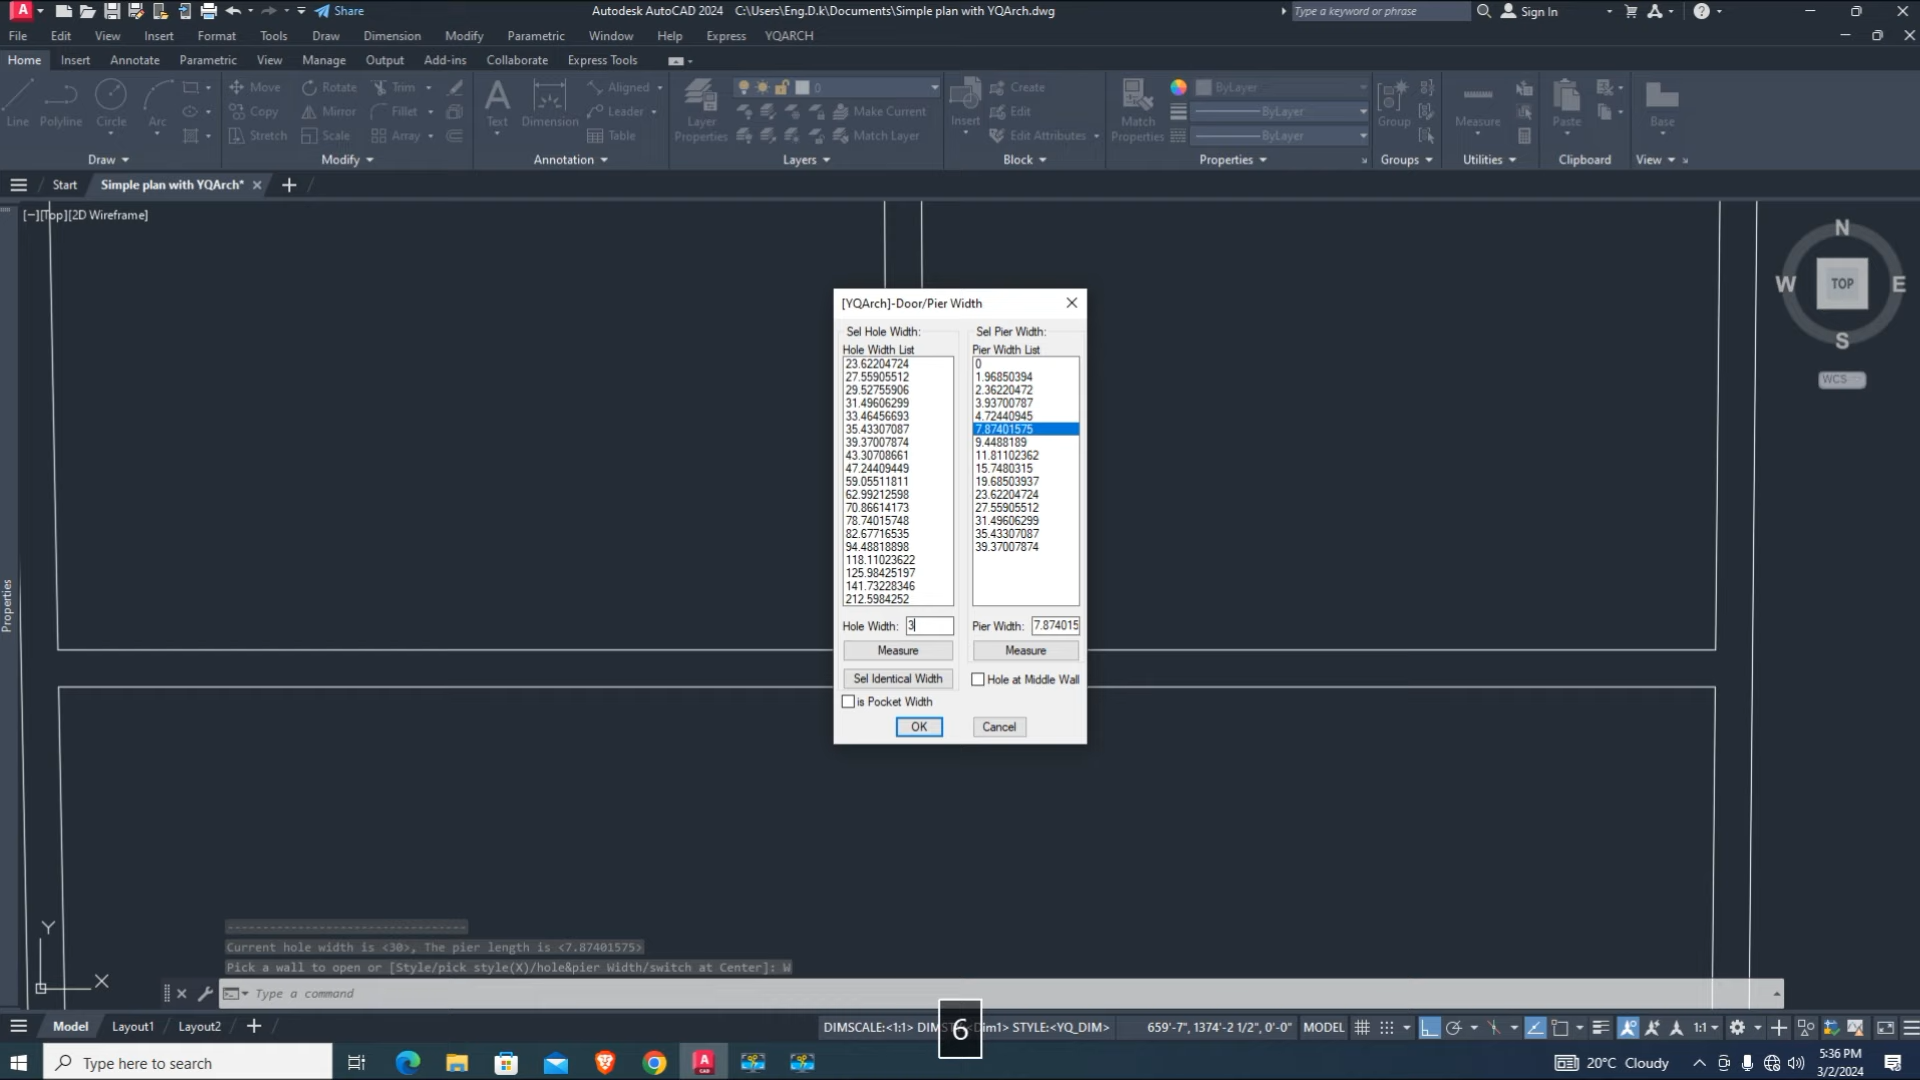 Share
Autodesk AutoCAD 2024 C:\Users\Eng.D.k\Documents\Simple plan with YQArch.dwg
Type a keyword or phrase
Sign In
File Edit View Insert Format Tools Draw Dimension Modify Parametric Window Help Express YQARCH
Home Insert Annotate Parametric View Manage Output Add-ins Collaborate Express Tools
Line Polyline Circle Arc
Draw
Move Rotate Trim
Copy Mirror Fillet
Stretch Scale Array
Modify
Text Dimension
Aligned
Leader
Table
Annotation
Layer
Properties
0
Make Current
Match Layer
Layers
Insert
Create
Edit
Edit Attributes
Block
Match
Properties
ByLayer
ByLayer
ByLayer
Properties
Group
Groups
Measure
Utilities
Paste
Clipboard
Base
View
Start
Simple plan with YQArch*
[−][Top][2D Wireframe]
N
W TOP E
S
WCS
Properties
[YQArch]-Door/Pier Width
Sel Hole Width:
Hole Width List
23.62204724
27.55905512
29.52755906
31.49606299
33.46456693
35.43307087
39.37007874
43.30708661
47.24409449
59.05511811
62.99212598
70.86614173
78.74015748
82.67716535
94.48818898
118.11023622
125.98425197
141.73228346
212.5984252
Hole Width: 3
Measure
Sel Identical Width
is Pocket Width
Sel Pier Width:
Pier Width List
0
1.96850394
2.36220472
3.93700787
4.72440945
7.87401575
9.4488189
11.81102362
15.7480315
19.68503937
23.62204724
27.55905512
31.49606299
35.43307087
39.37007874
Pier Width: 7.874015
Measure
Hole at Middle Wall
OK Cancel
Y
X
--------------------------------
Current hole width is <30>, The pier length is <7.87401575>
Pick a wall to open or [Style/pick style(X)/hole&pier Width/switch at Center]: W
Type a command
Model Layout1 Layout2
DIMSCALE:<1:1> DIMST <Dim1> STYLE:<YQ_DIM>
659'-7", 1374'-2 1/2", 0'-0" MODEL
1:1
6
Type here to search
20°C Cloudy
5:36 PM
3/2/2024